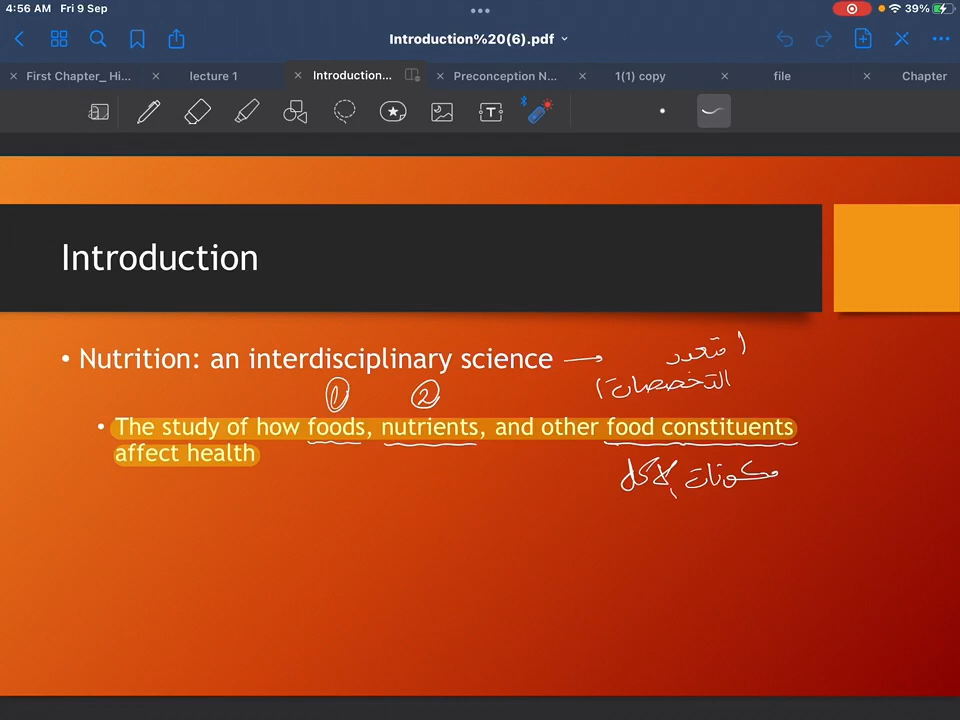 4:56 AM Fri 9 Sep
39%
Introduction%20(6).pdf
First Chapter_ Hi...
lecture 1
Introduction...
Preconception N...
1(1) copy
file
Chapter
T
Introduction
• Nutrition: an interdisciplinary science → (متعدد
التخصصات)
1 2
• The study of how foods, nutrients, and other food constituents
affect health
مكونات الاكل